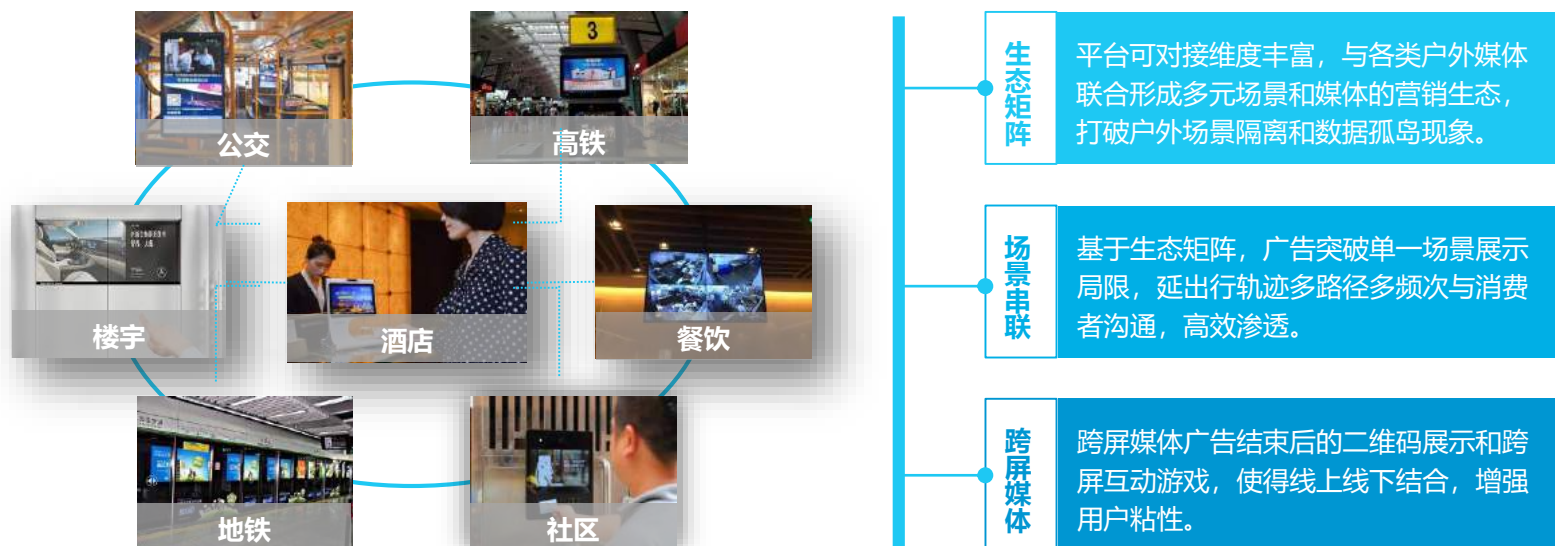 公交
3
高铁
楼宇
酒店
餐饮
地铁
社区
生态矩阵
平台可对接维度丰富，与各类户外媒体
联合形成多元场景和媒体的营销生态，
打破户外场景隔离和数据孤岛现象。
场景串联
基于生态矩阵，广告突破单一场景展示
局限，延出行轨迹多路径多频次与消费
者沟通，高效渗透。
跨屏媒体
跨屏媒体广告结束后的二维码展示和跨
屏互动游戏，使得线上线下结合，增强
用户粘性。